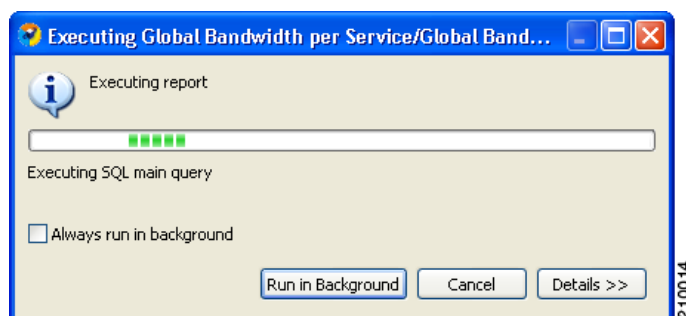 Executing Global Bandwidth per Service/Global Band...
Executing report
Executing SQL main query
Always run in background
Run in Background
Cancel
Details >>
210014